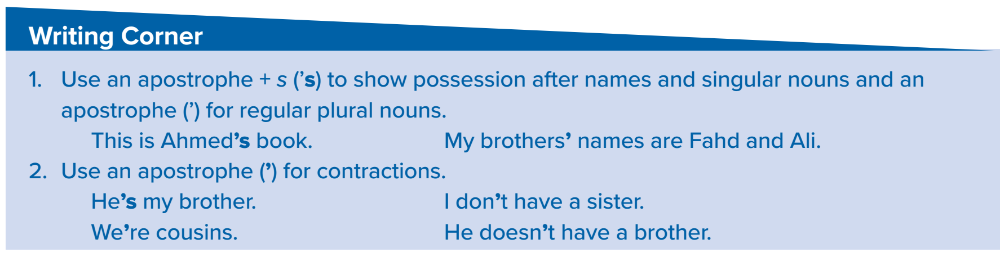 Writing Corner
1. Use an apostrophe + s (’s) to show possession after names and singular nouns and an
apostrophe (’) for regular plural nouns.
This is Ahmed’s book. My brothers’ names are Fahd and Ali.
2. Use an apostrophe (’) for contractions.
He’s my brother. I don’t have a sister.
We’re cousins. He doesn’t have a brother.